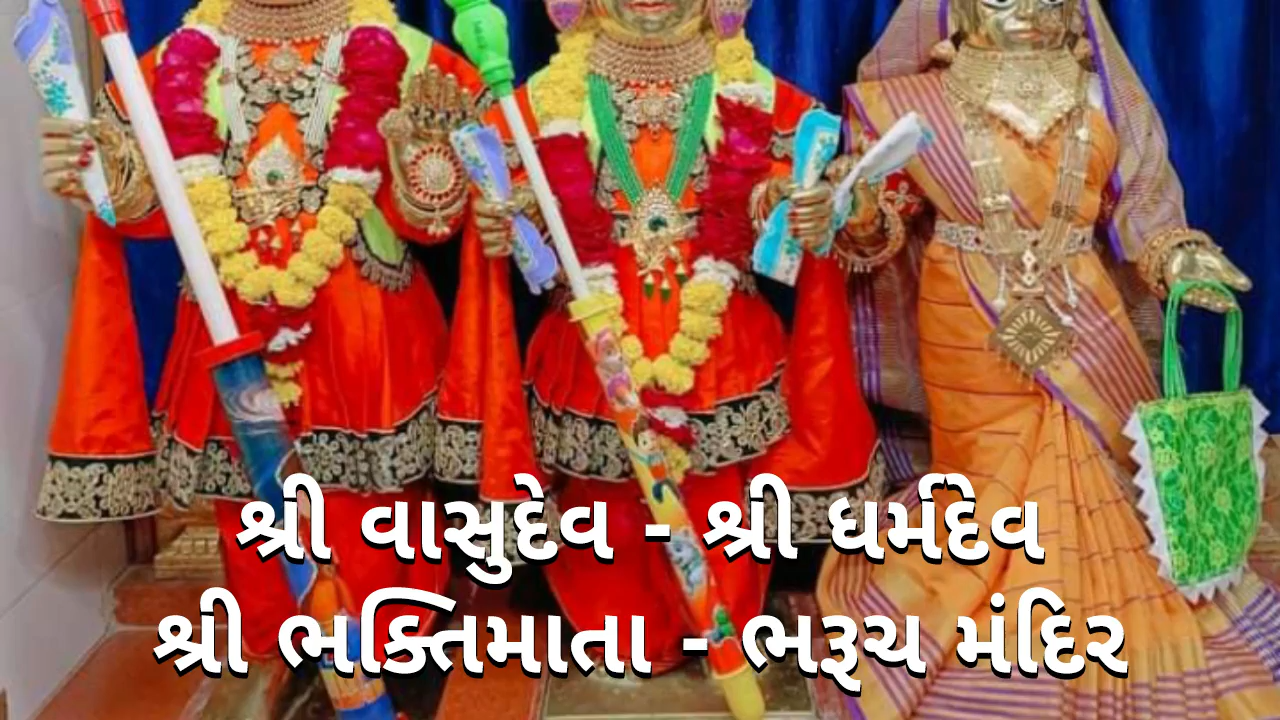 શ્રી વાસુદેવ - શ્રી ધર્મદેવ
શ્રી ભક્તિમાતા - ભરૂચ મંદિર